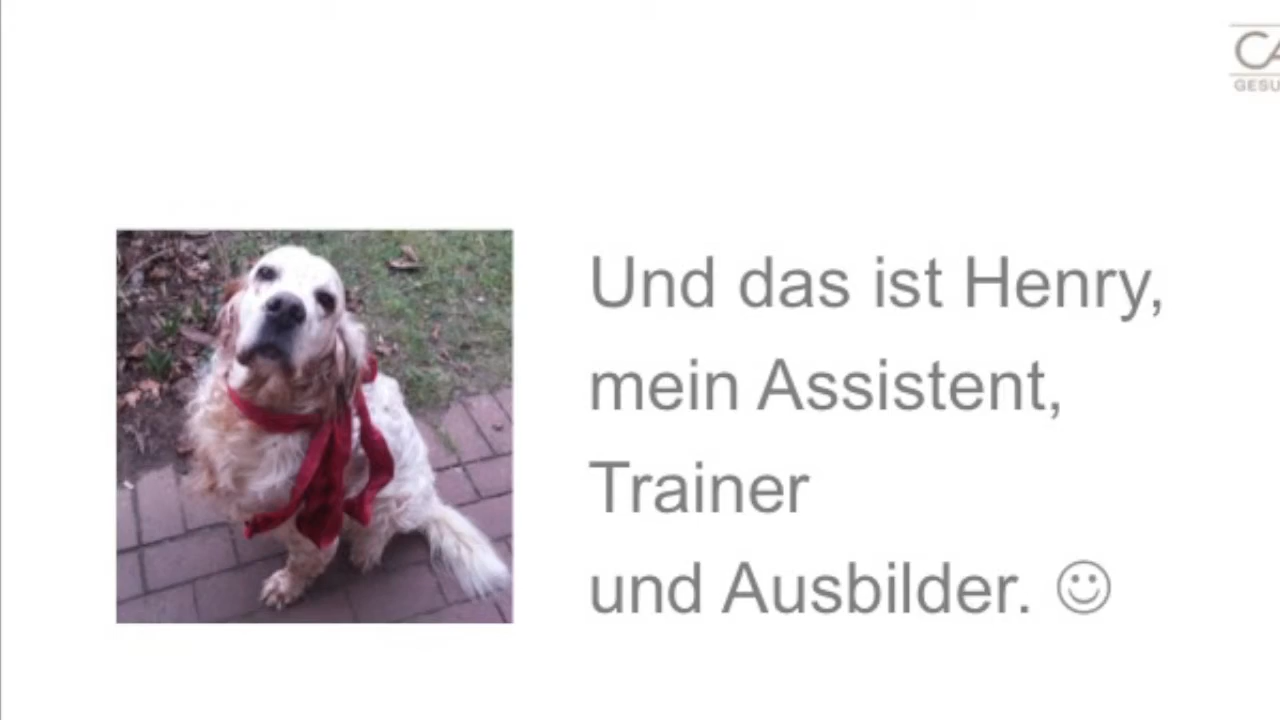 Und das ist Henry,
mein Assistent,
Trainer
und Ausbilder. ☺